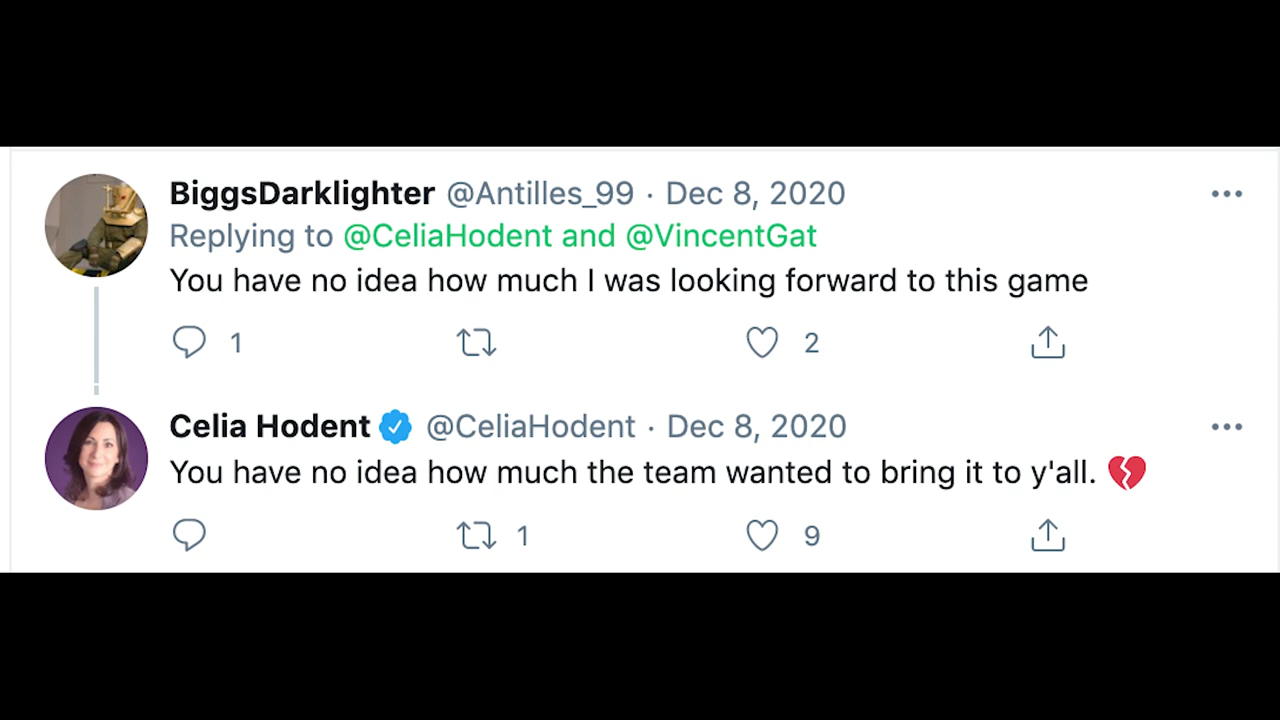 BiggsDarklighter @Antilles_99 · Dec 8, 2020
Replying to @CeliaHodent and @VincentGat
You have no idea how much I was looking forward to this game
1 2
Celia Hodent @CeliaHodent · Dec 8, 2020
You have no idea how much the team wanted to bring it to y'all. 💔
1 9